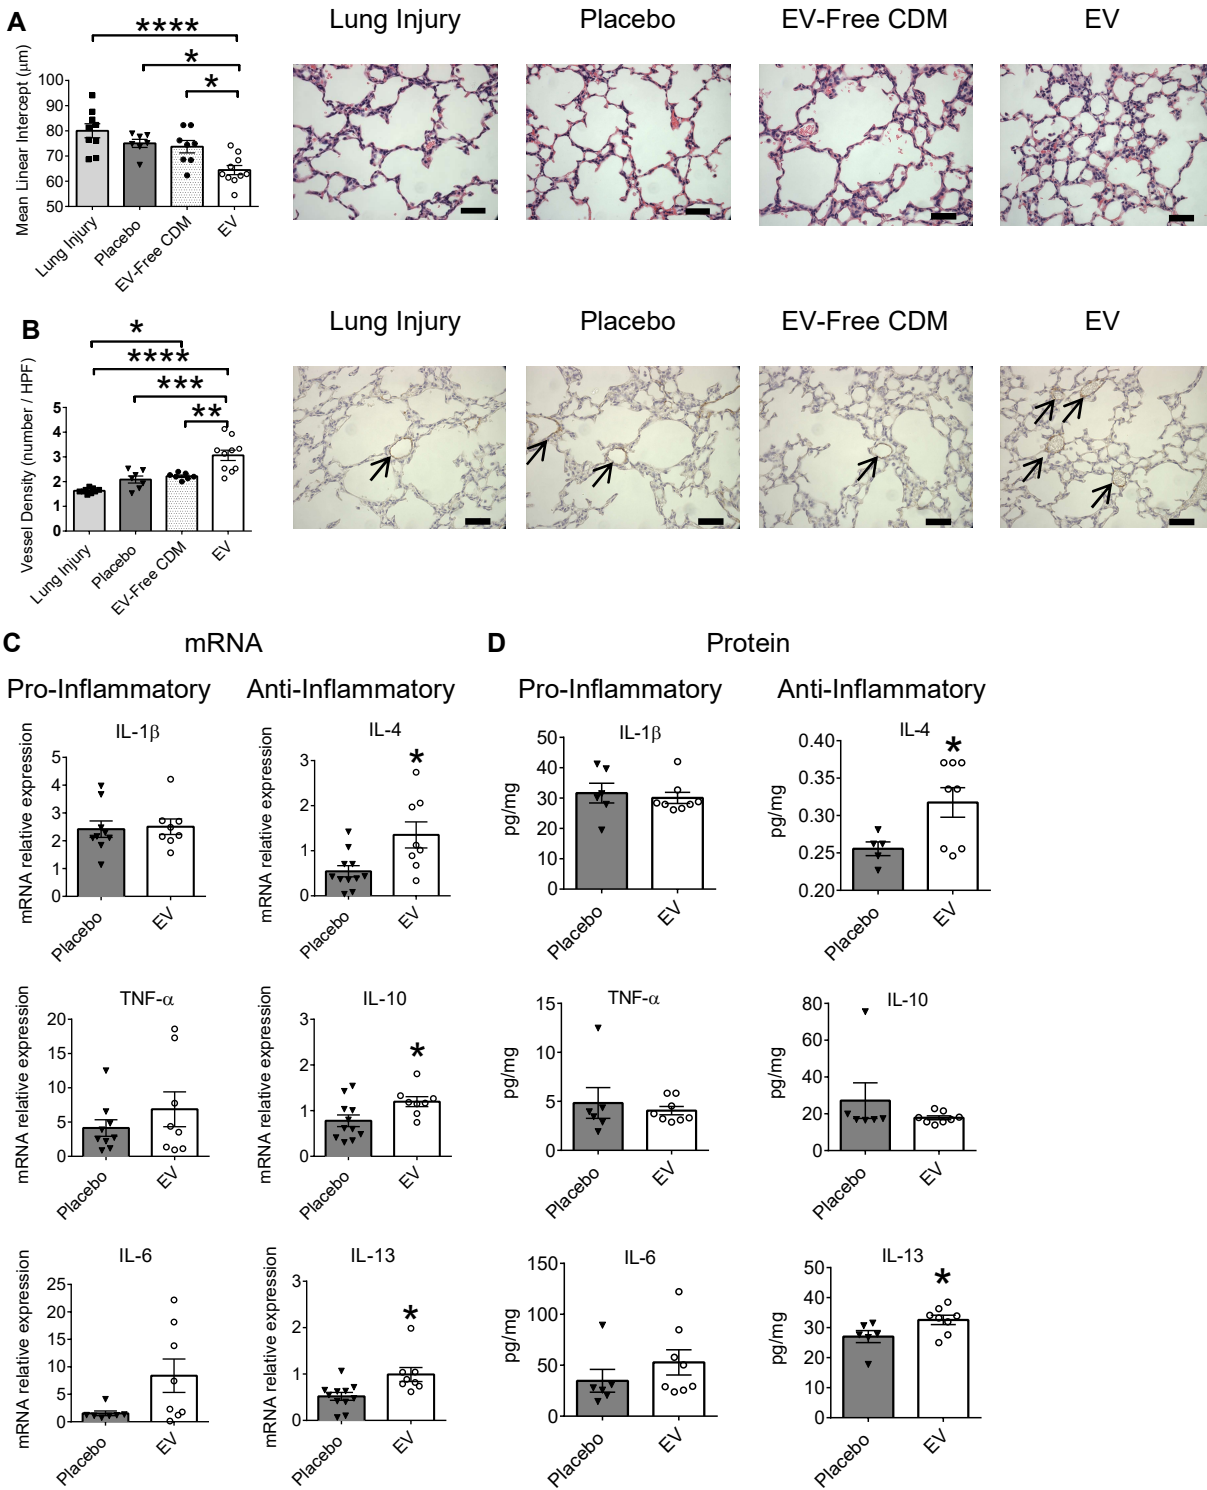 A
****
*
*
Mean Linear Intercept (μm)
100
90
80
70
60
50
Lung Injury
Placebo
EV-Free CDM
EV
Lung Injury
Placebo
EV-Free CDM
EV
B
*
****
***
**
Vessel Density (number / HPF)
5
4
3
2
1
0
Lung Injury
Placebo
EV-Free CDM
EV
Lung Injury
Placebo
EV-Free CDM
EV
C
mRNA
Pro-Inflammatory
Anti-Inflammatory
IL-1β
mRNA relative expression
5
4
3
2
1
0
Placebo
EV
IL-4
*
mRNA relative expression
3
2
1
0
Placebo
EV
TNF-α
mRNA relative expression
20
15
10
5
0
Placebo
EV
IL-10
*
mRNA relative expression
3
2
1
0
Placebo
EV
IL-6
mRNA relative expression
25
20
15
10
5
0
Placebo
EV
IL-13
*
mRNA relative expression
3
2
1
0
Placebo
EV
D
Protein
Pro-Inflammatory
Anti-Inflammatory
IL-1β
pg/mg
50
40
30
20
10
0
Placebo
EV
IL-4
*
pg/mg
0.40
0.35
0.30
0.25
0.20
Placebo
EV
TNF-α
pg/mg
15
10
5
0
Placebo
EV
IL-10
pg/mg
80
60
40
20
0
Placebo
EV
IL-6
pg/mg
150
100
50
0
Placebo
EV
IL-13
*
pg/mg
50
40
30
20
10
0
Placebo
EV